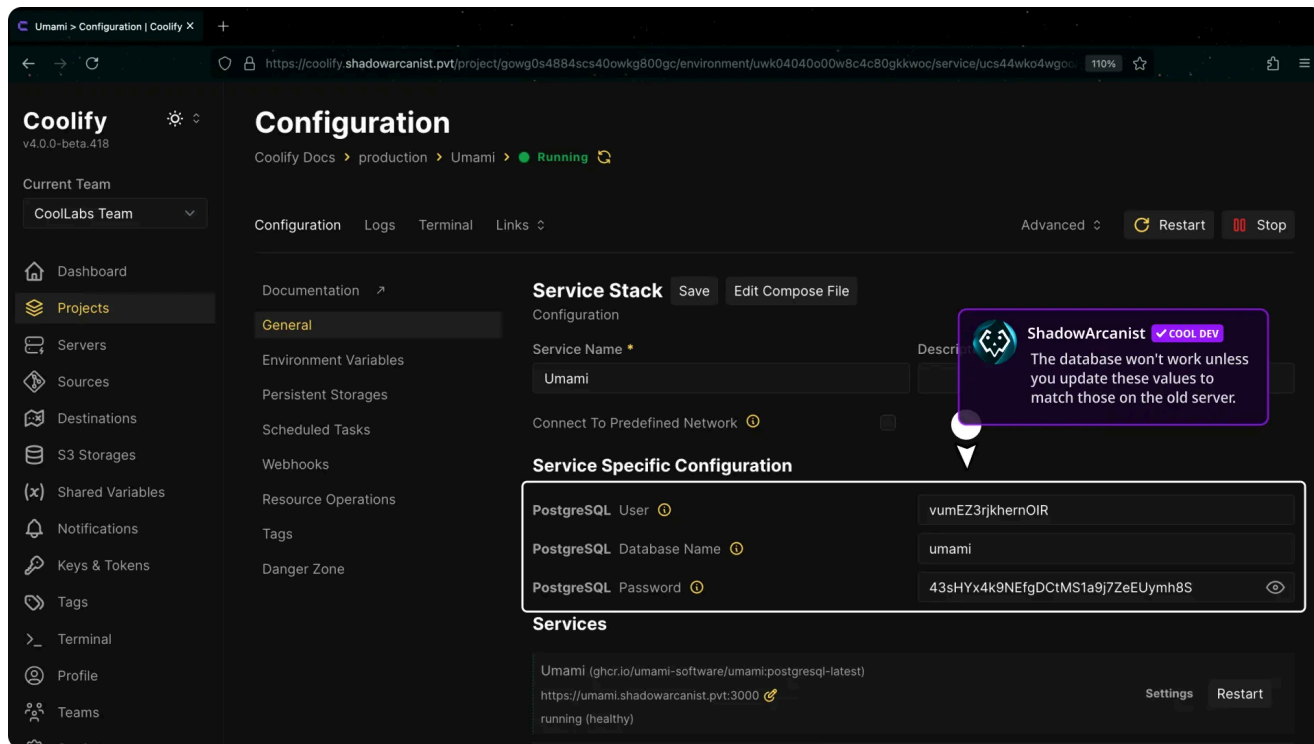 Umami > Configuration | Coolify
https://coolify.shadowarcanist.pvt/project/gowg0s4884scs40owkg800gc/environment/uwk04040o00w8c4c80gkkwoc/service/ucs44wko4wgoo
110%
Coolify
v4.0.0-beta.418
Current Team
CoolLabs Team
Dashboard
Projects
Servers
Sources
Destinations
S3 Storages
Shared Variables
Notifications
Keys & Tokens
Tags
Terminal
Profile
Teams
Configuration
Coolify Docs > production > Umami > Running
Configuration Logs Terminal Links
Advanced Restart Stop
Documentation
General
Environment Variables
Persistent Storages
Scheduled Tasks
Webhooks
Resource Operations
Tags
Danger Zone
Service Stack Save Edit Compose File
Configuration
Service Name *
Umami
Connect To Predefined Network
ShadowArcanist COOL DEV
The database won't work unless
you update these values to
match those on the old server.
Service Specific Configuration
PostgreSQL User vumEZ3rjkhernOIR
PostgreSQL Database Name umami
PostgreSQL Password 43sHYx4k9NEfgDCtMS1a9j7ZeEUymh8S
Services
Umami (ghcr.io/umami-software/umami:postgresql-latest)
https://umami.shadowarcanist.pvt:3000
running (healthy)
Settings Restart